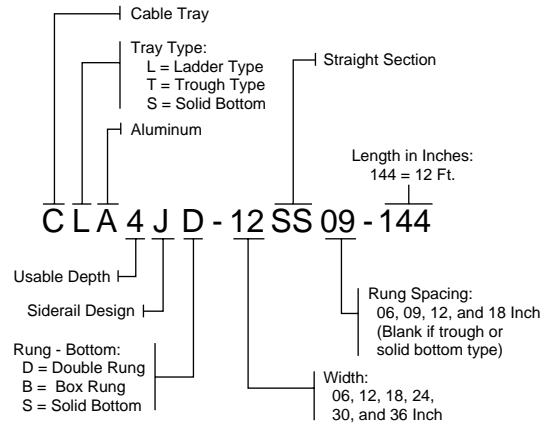 Cable Tray
Tray Type:
L = Ladder Type
T = Trough Type
S = Solid Bottom
Straight Section
Aluminum
Length in Inches:
144 = 12 Ft.
C L A 4 J D - 12 SS 09 - 144
Usable Depth
Siderail Design
Rung - Bottom:
D = Double Rung
B = Box Rung
S = Solid Bottom
Rung Spacing:
06, 09, 12, and 18 Inch
(Blank if trough or
solid bottom type)
Width:
06, 12, 18, 24,
30, and 36 Inch